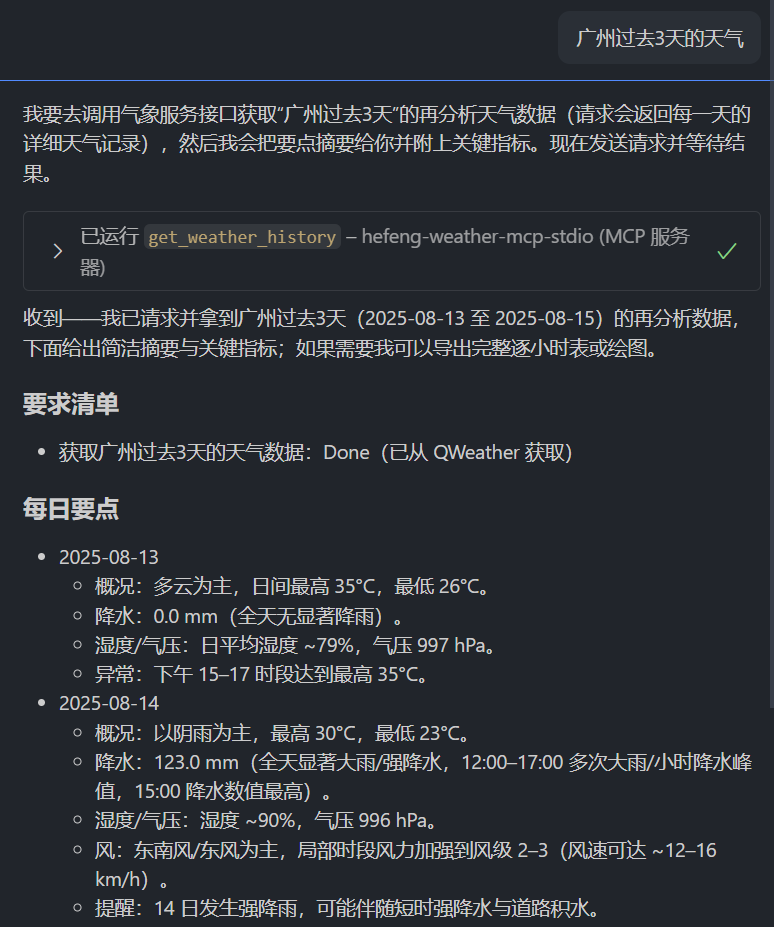 广州过去3天的天气
我要去调用气象服务接口获取“广州过去3天”的再分析天气数据（请求会返回每一天的
详细天气记录），然后我会把要点摘要给你并附上关键指标。现在发送请求并等待结
果。
已运行 get_weather_history – hefeng-weather-mcp-stdio (MCP 服务
器)
收到——我已请求并拿到广州过去3天（2025-08-13 至 2025-08-15）的再分析数据，
下面给出简洁摘要与关键指标；如果需要我可以导出完整逐小时表或绘图。
要求清单
• 获取广州过去3天的天气数据：Done（已从 QWeather 获取）
每日要点
• 2025-08-13
○ 概况：多云为主，日间最高 35°C，最低 26°C。
○ 降水：0.0 mm（全天无显著降雨）。
○ 湿度/气压：日平均湿度 ~79%，气压 997 hPa。
○ 异常：下午 15–17 时段达到最高 35°C。
• 2025-08-14
○ 概况：以阴雨为主，最高 30°C，最低 23°C。
○ 降水：123.0 mm（全天显著大雨/强降水，12:00–17:00 多次大雨/小时降水峰
值，15:00 降水数值最高）。
○ 湿度/气压：湿度 ~90%，气压 996 hPa。
○ 风：东南风/东风为主，局部时段风力加强到风级 2–3（风速可达 ~12–16
km/h）。
○ 提醒：14 日发生强降雨，可能伴随短时强降水与道路积水。